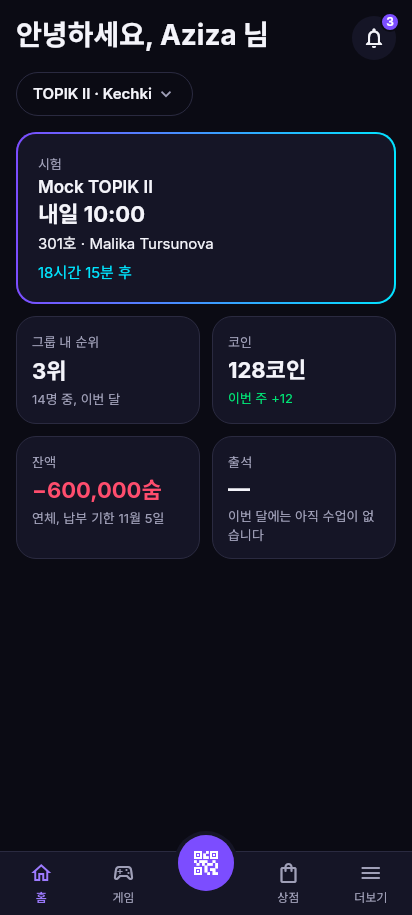 안녕하세요, Aziza 님
3
TOPIK II · Kechki
시험
Mock TOPIK II
내일 10:00
301호 · Malika Tursunova
18시간 15분 후
그룹 내 순위
3위
14명 중, 이번 달
코인
128코인
이번 주 +12
잔액
−600,000숨
연체, 납부 기한 11월 5일
출석
—
이번 달에는 아직 수업이 없
습니다
홈
게임
상점
더보기